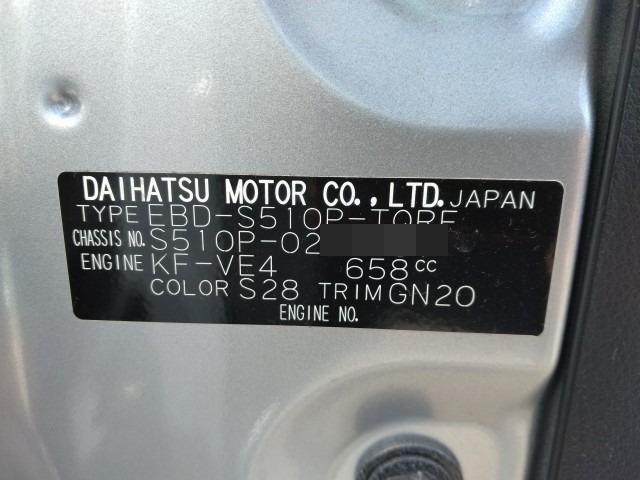 DAIHATSU MOTOR CO., LTD. JAPAN
TYPE EBD-S510P-TQRF
CHASSIS NO. S510P-02
ENGINE KF-VE4 658cc
COLOR S28 TRIM GN20
ENGINE NO.